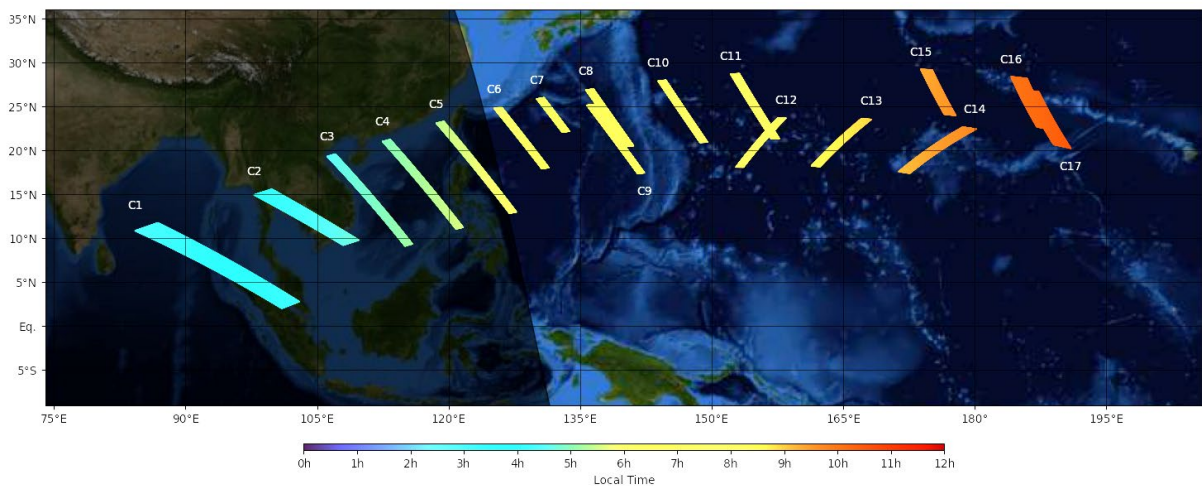 35°N
30°N
25°N
20°N
15°N
10°N
5°N
Eq.
5°S
C1
C2
C3
C4
C5
C6
C7
C8
C9
C10
C11
C12
C13
C14
C15
C16
C17
75°E 90°E 105°E 120°E 135°E 150°E 165°E 180° 195°E
0h 1h 2h 3h 4h 5h 6h 7h 8h 9h 10h 11h 12h
Local Time